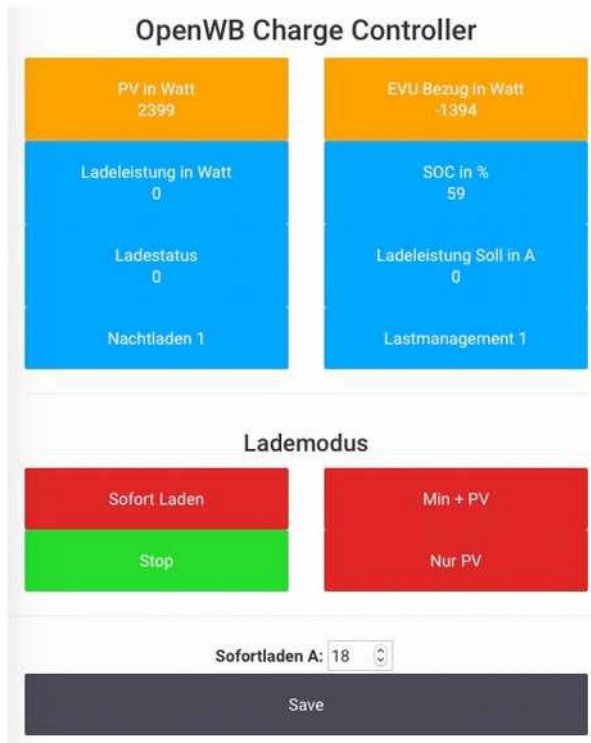 OpenWB Charge Controller
PV in Watt
2399
EVU Bezug in Watt
-1394
Ladeleistung in Watt
0
SOC in %
59
Ladestatus
0
Ladeleistung Soll in A
0
Nachtladen 1
Lastmanagement 1
Lademodus
Sofort Laden
Min + PV
Stop
Nur PV
Sofortladen A: 18
Save